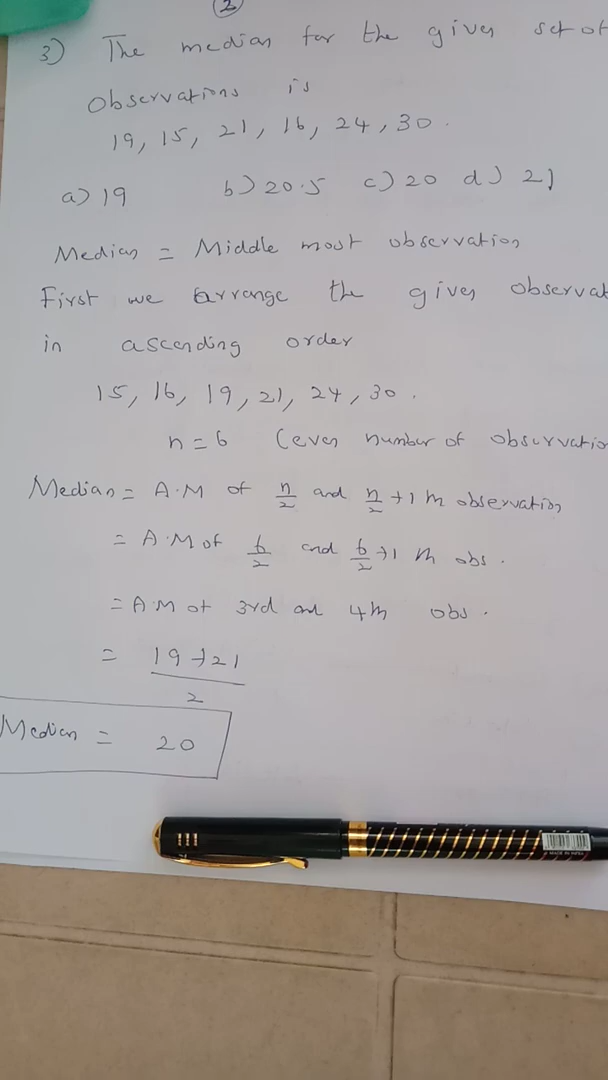 2
3) The median for the given set of
observations is
19, 15, 21, 16, 24, 30.
a) 19 b) 20.5 c) 20 d) 21
Median = Middle most observation
First we arrange the given observat
in ascending order
15, 16, 19, 21, 24, 30.
n = 6 (even number of observatio
Median = A.M of n/2 and n/2 +1 th observation
= A.M of 6/2 and 6/2 +1 th obs.
= A.M of 3rd and 4th obs.
= 19+21
2
Median = 20
MADE IN INDIA